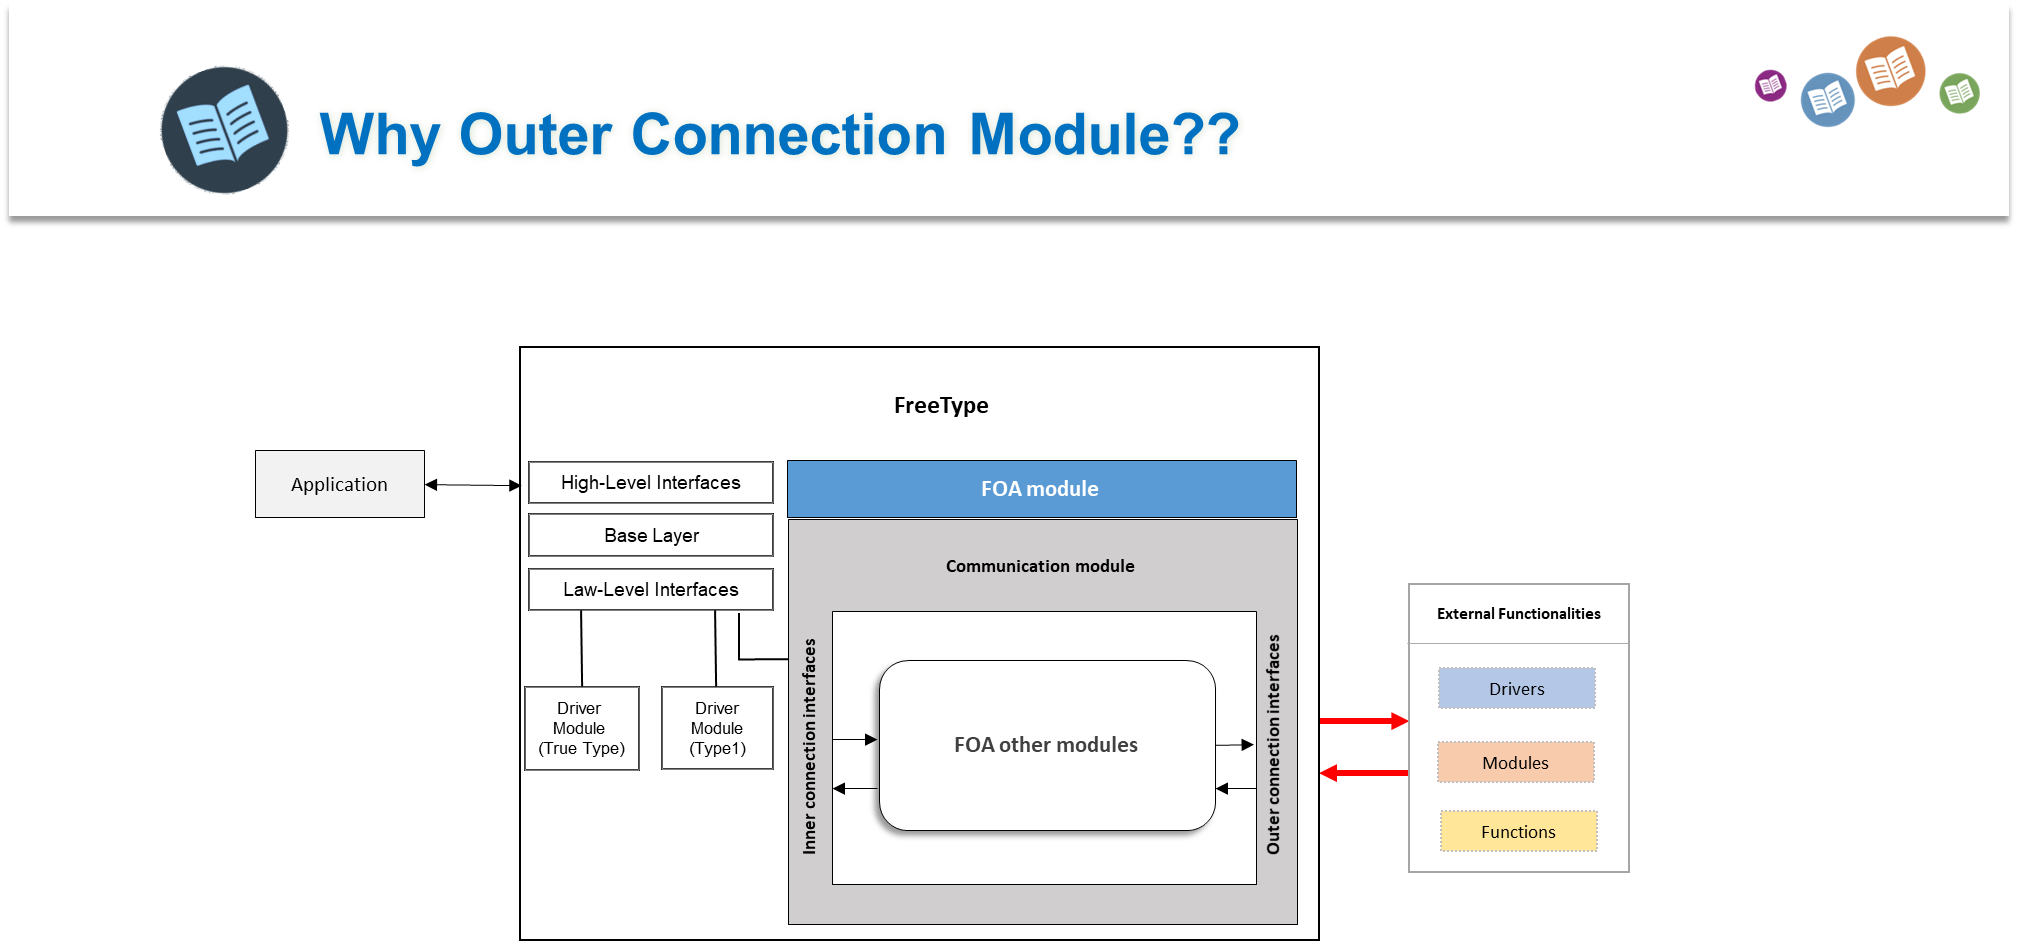 Why Outer Connection Module??
FreeType
Application
High-Level Interfaces
Base Layer
Law-Level Interfaces
Driver
Module
(True Type)
Driver
Module
(Type1)
FOA module
Communication module
Inner connection interfaces
FOA other modules
Outer connection interfaces
External Functionalities
Drivers
Modules
Functions